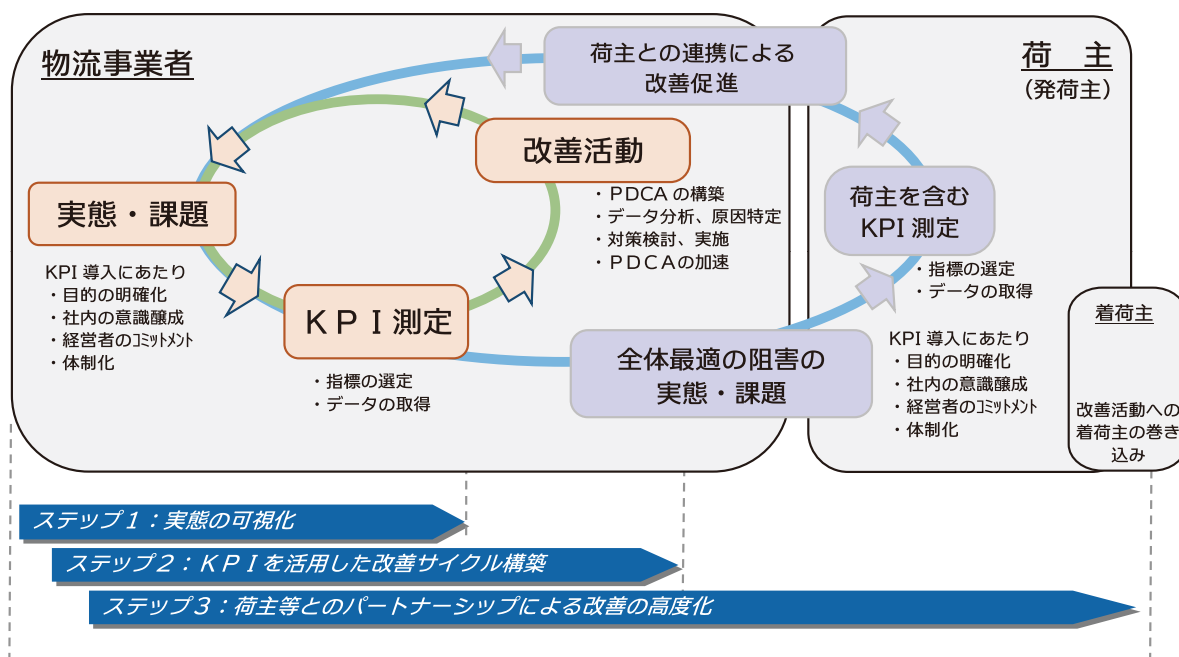 物流事業者
荷主との連携による
改善促進
荷　主
（発荷主）
改善活動
・ＰDCAの構築
・データ分析、原因特定
・対策検討、実施
・ＰＤＣＡの加速
実態・課題
KPI 導入にあたり
・目的の明確化
・社内の意識醸成
・経営者のｺﾐｯﾄﾒﾝﾄ
・体制化
ＫＰＩ測定
・指標の選定
・データの取得
荷主を含む
KPI 測定
・指標の選定
・データの取得
全体最適の阻害の
実態・課題
KPI 導入にあたり
・目的の明確化
・社内の意識醸成
・経営者のｺﾐｯﾄﾒﾝﾄ
・体制化
着荷主
改善活動への
着荷主の巻き
込み
ステップ１：実態の可視化
ステップ２：ＫＰＩを活用した改善サイクル構築
ステップ３：荷主等とのパートナーシップによる改善の高度化